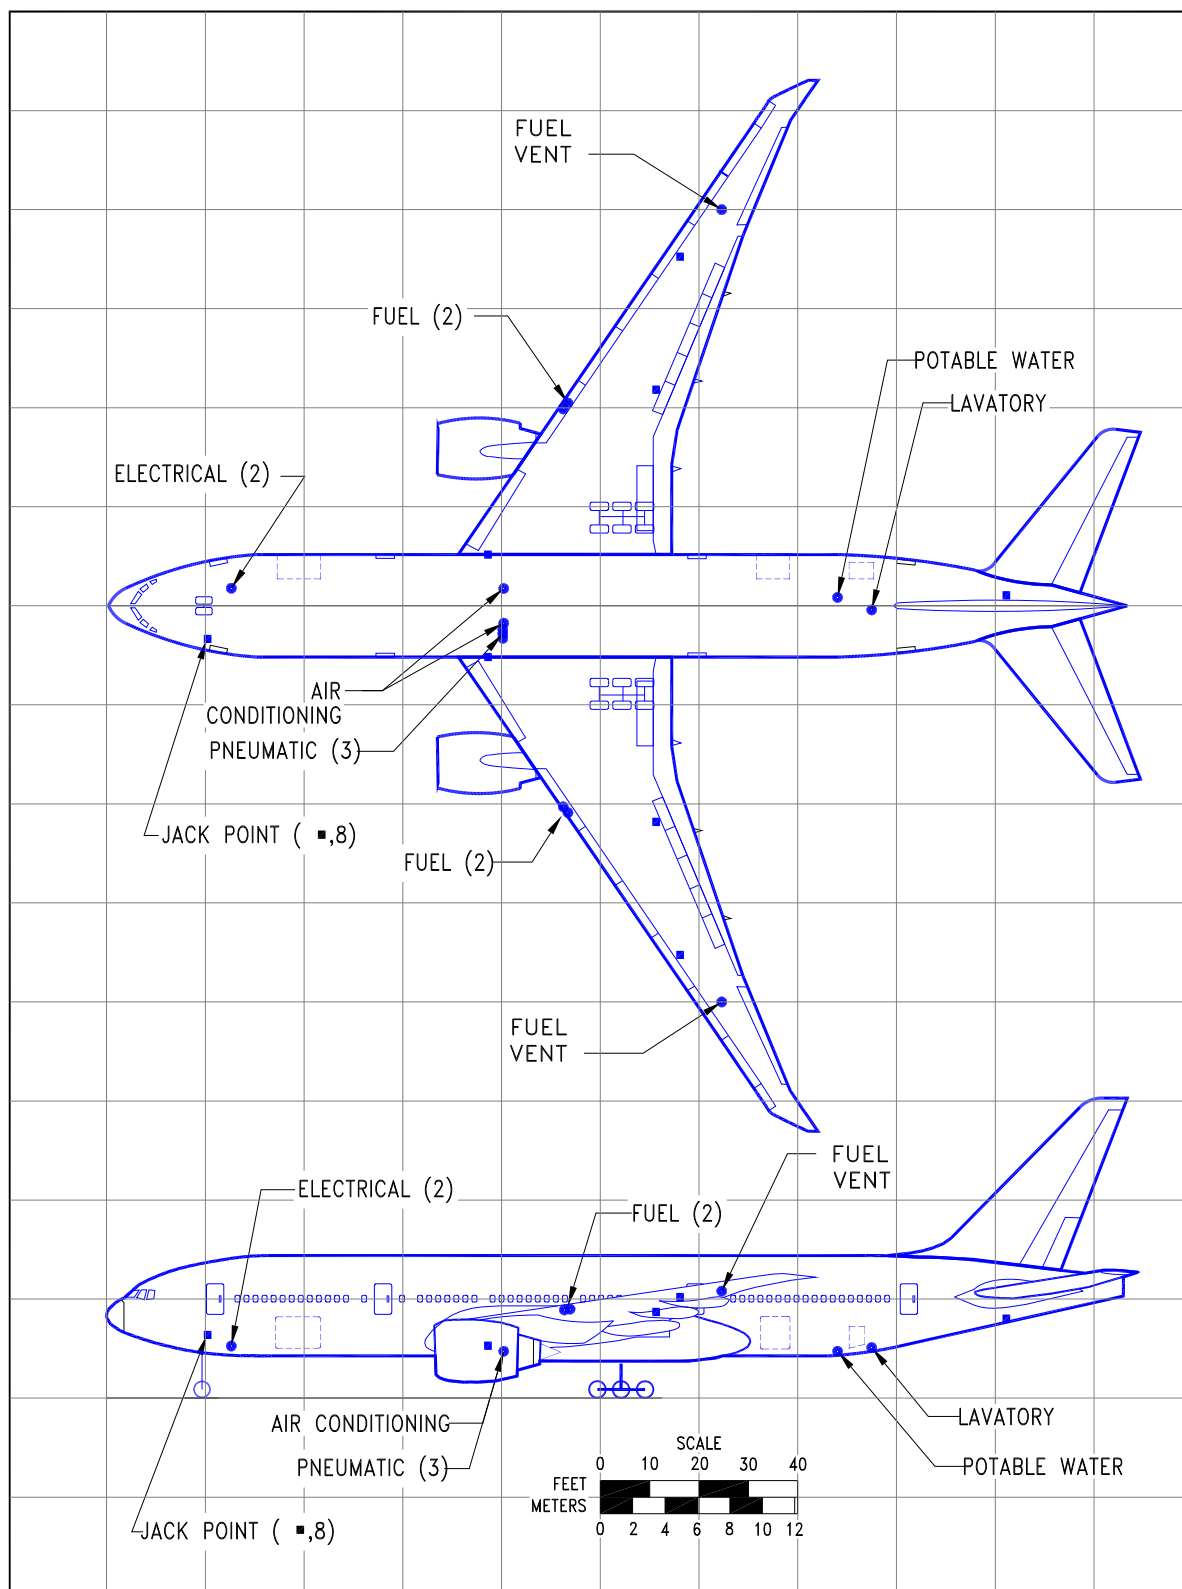 FUEL
VENT
FUEL (2)
POTABLE WATER
LAVATORY
ELECTRICAL (2)
AIR
CONDITIONING
PNEUMATIC (3)
JACK POINT ( ■,8)
FUEL (2)
FUEL
VENT
FUEL
VENT
ELECTRICAL (2)
FUEL (2)
AIR CONDITIONING
LAVATORY
PNEUMATIC (3)
POTABLE WATER
JACK POINT ( ■,8)
SCALE
0 10 20 30 40
FEET
METERS
0 2 4 6 8 10 12